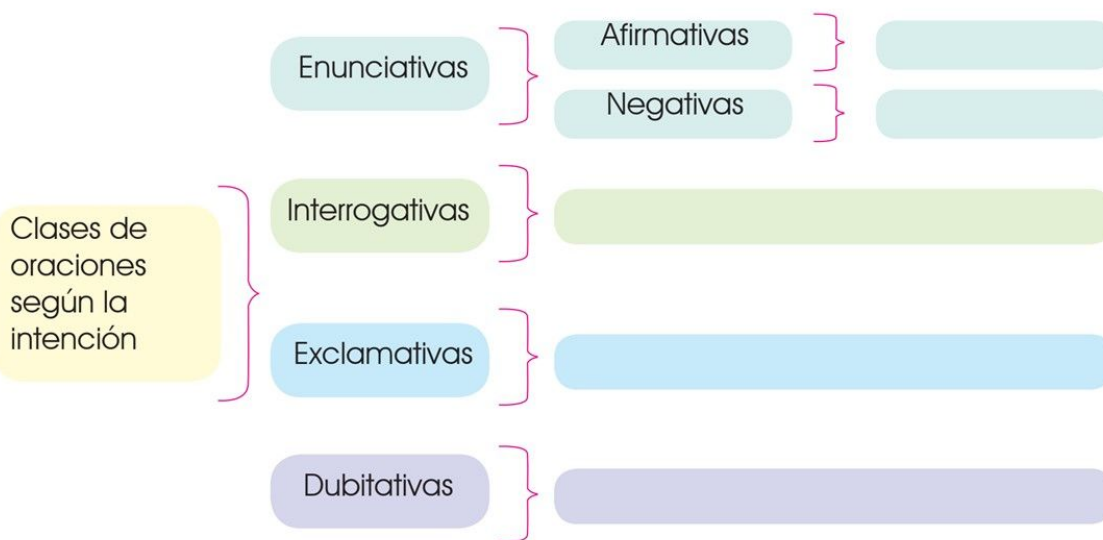 Clases de
oraciones
según la
intención
Enunciativas
Afirmativas
Negativas
Interrogativas
Exclamativas
Dubitativas